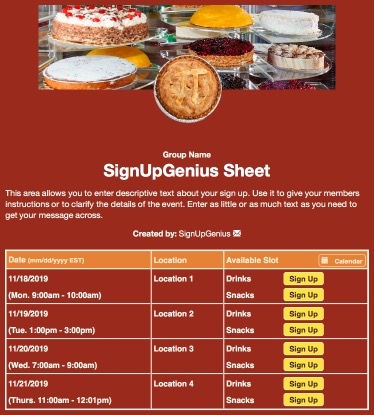 Group Name
SignUpGenius Sheet
This area allows you to enter descriptive text about your sign up. Use it to give your members
instructions or to clarify the details of the event. Enter as little or as much text as you need to
get your message across.
Created by: SignUpGenius
Date (mm/dd/yyyy EST) Location Available Slot Calendar
11/18/2019 Location 1 Drinks Sign Up
(Mon. 9:00am - 10:00am) Snacks Sign Up
11/19/2019 Location 2 Drinks Sign Up
(Tue. 1:00pm - 3:00pm) Snacks Sign Up
11/20/2019 Location 3 Drinks Sign Up
(Wed. 7:00am - 9:00am) Snacks Sign Up
11/21/2019 Location 4 Drinks Sign Up
(Thurs. 11:00am - 12:01pm) Snacks Sign Up